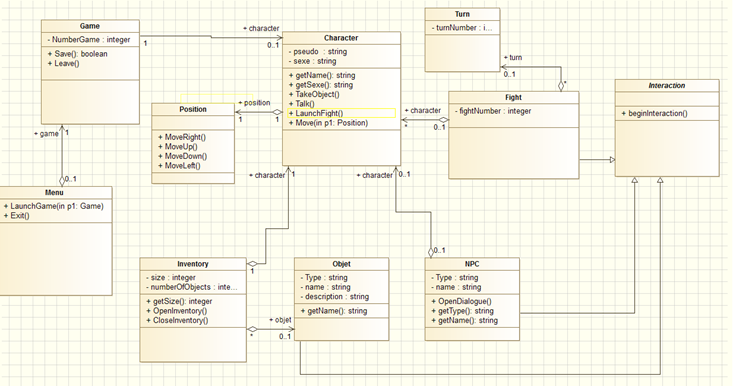 Game
- NumberGame : integer
+ Save(): boolean
+ Leave()
1
+ character
0..1
Character
- pseudo : string
- sexe : string
+ getName(): string
+ getSexe(): string
+ TakeObject()
+ Talk()
+ LaunchFight()
+ Move(in p1: Position)
Turn
- turnNumber : i...
+ turn
0..1
*
Interaction
+ beginInteraction()
Fight
- fightNumber : integer
+ character
*
0..1
Position
+ MoveRight()
+ MoveUp()
+ MoveDown()
+ MoveLeft()
+ position
1
1
+ game
1
0..1
Menu
+ LaunchGame(in p1: Game)
+ Exit()
+ character
1
+ character
0..1
Inventory
- size : integer
- numberOfObjects : inte...
+ getSize(): integer
+ OpenInventory()
+ CloseInventory()
1
*
+ objet
0..1
Objet
- Type : string
- name : string
- description : string
+ getName(): string
0..1
NPC
- Type : string
- name : string
+ OpenDialogue()
+ getType(): string
+ getName(): string